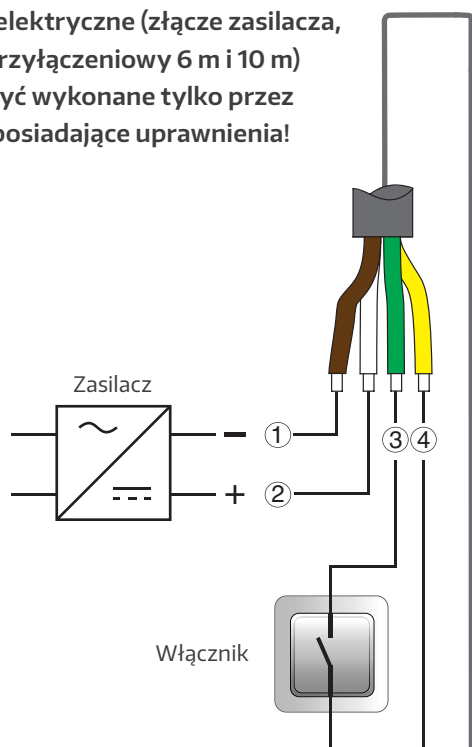 elektryczne (złącze zasilacza,
rzyłączeniowy 6 m i 10 m)
yć wykonane tylko przez
posiadające uprawnienia!
Zasilacz
- ①
+ ②
③ ④
Włącznik